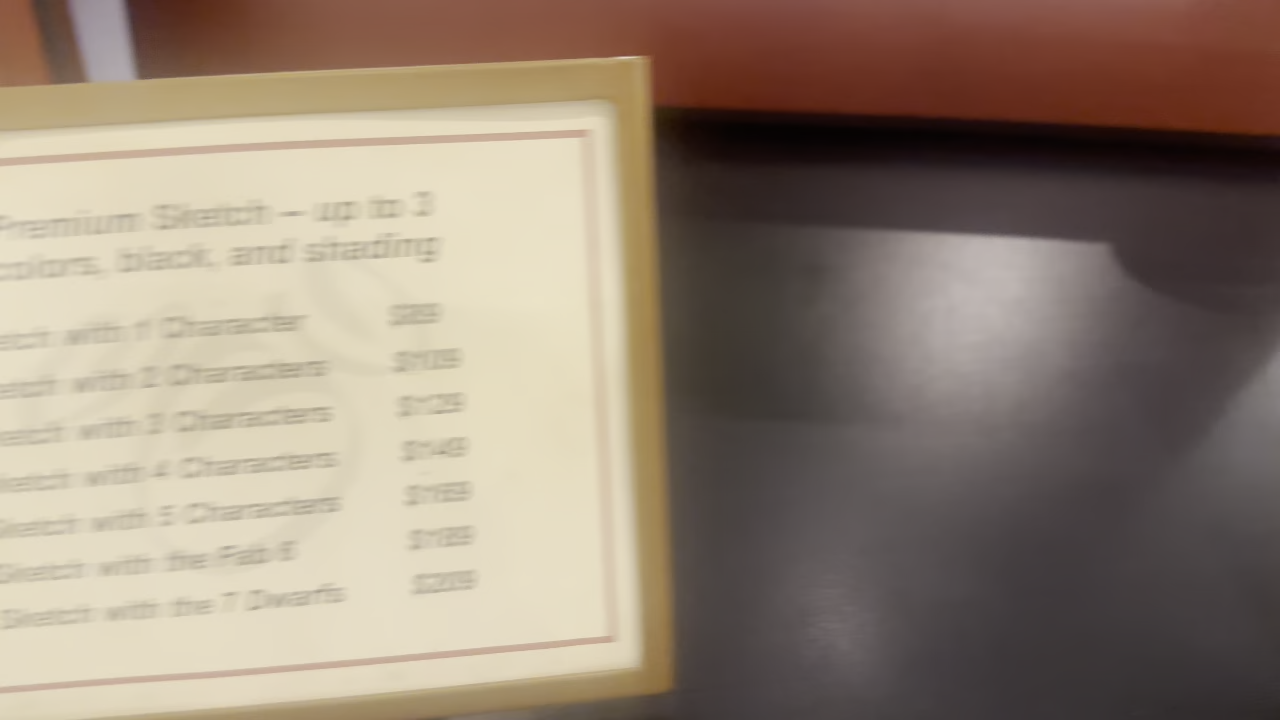 Premium Sketch – up to 3
colors, black, and shading
Sketch with 1 Character $89
Sketch with 2 Characters $109
Sketch with 3 Characters $129
Sketch with 4 Characters $149
Sketch with 5 Characters $169
Sketch with the Fab 6 $189
Sketch with the 7 Dwarfs $209